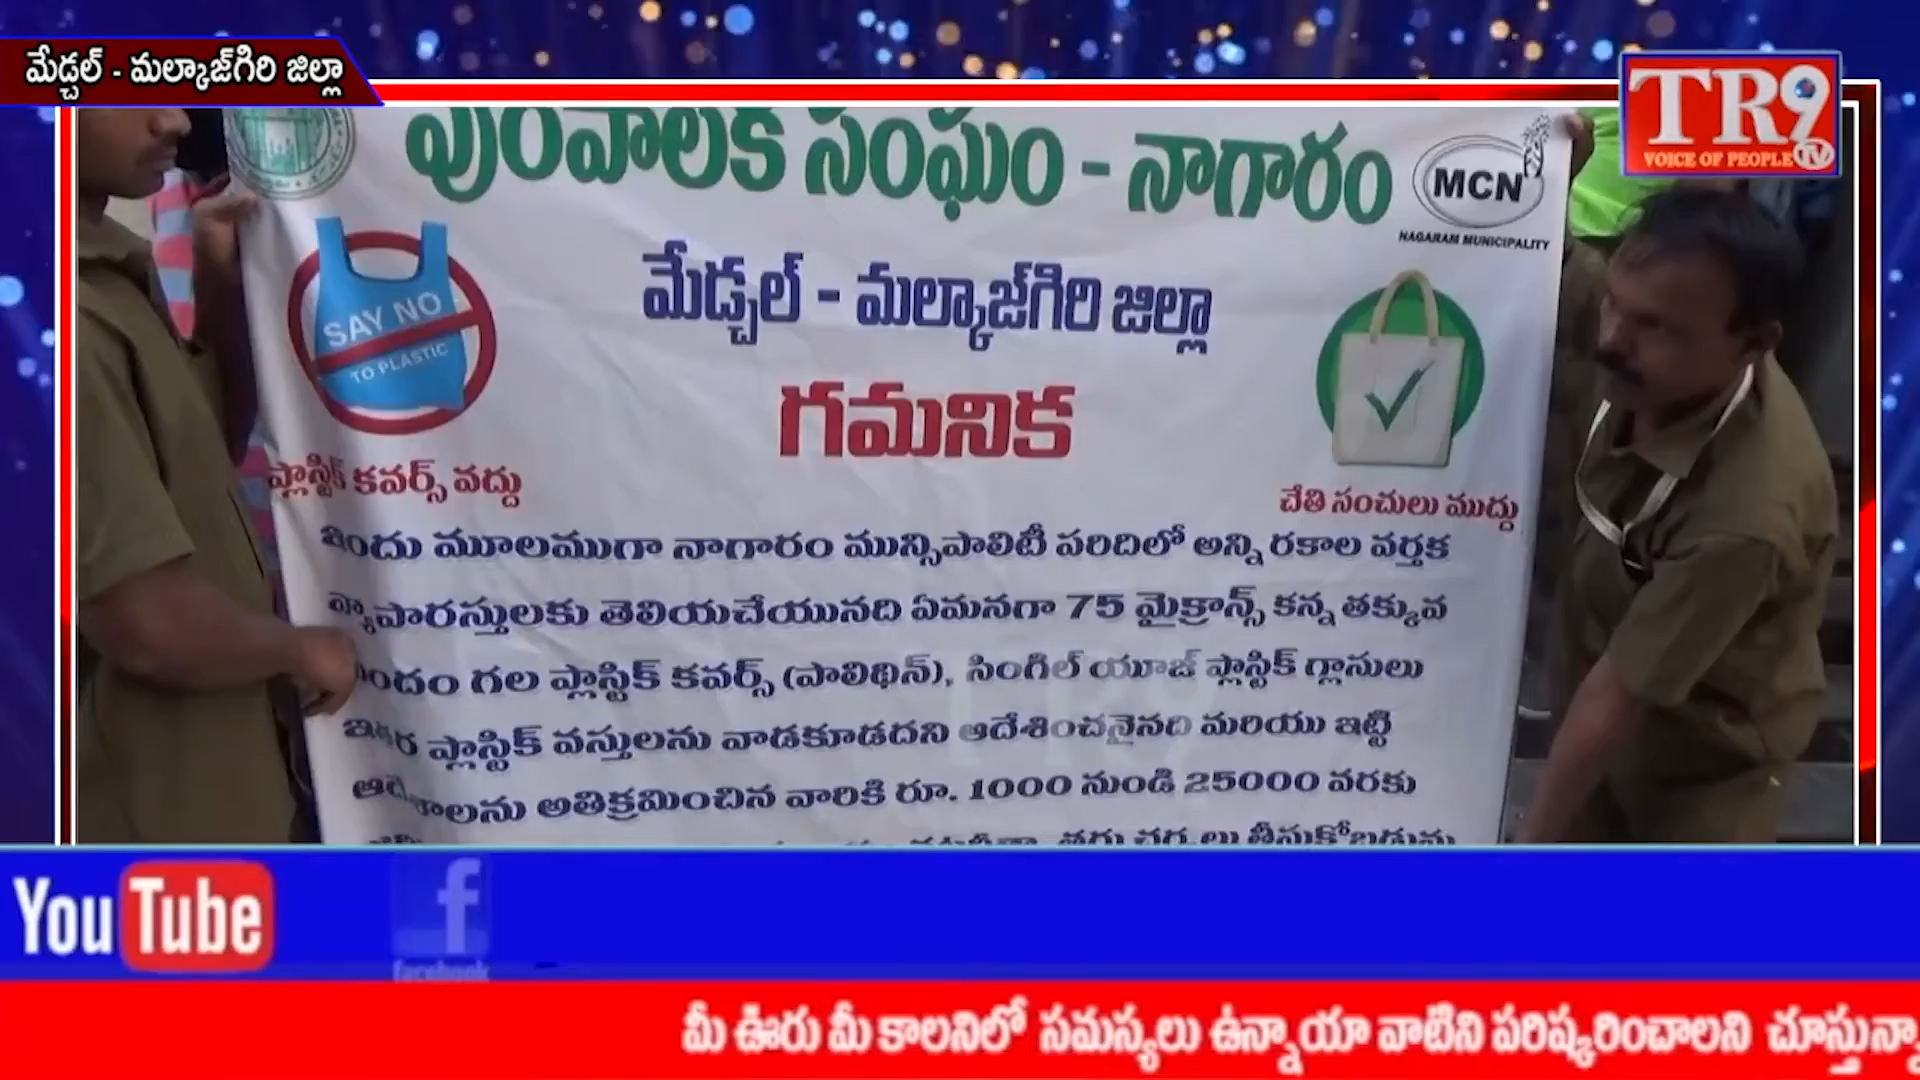 మేడ్చల్ - మల్కాజ్‌గిరి జిల్లా
TR9
VOICE OF PEOPLE TV
పురపాలక సంఘం - నాగారం
MCN
NAGARAM MUNICIPALITY
SAY NO
TO PLASTIC
మేడ్చల్ - మల్కాజ్‌గిరి జిల్లా
గమనిక
ప్లాస్టిక్ కవర్స్ వద్దు
చేతి సంచులు ముద్దు
ఇందు మూలముగా నాగారం మున్సిపాలిటీ పరిదిలో అన్ని రకాల వర్తక
వ్యాపారస్తులకు తెలియచేయునది ఏమనగా 75 మైక్రాన్స్ కన్న తక్కువ
మందం గల ప్లాస్టిక్ కవర్స్ (పాలిథిన్), సింగిల్ యూజ్ ప్లాస్టిక్ గ్లాసులు
ఇతర ప్లాస్టిక్ వస్తులను వాడకూడదని ఆదేశించనైనది మరియు ఇట్టి
ఆదేశాలను అతిక్రమించిన వారికి రూ. 1000 నుండి 25000 వరకు
YouTube
facebook
మీ ఊరు మీ కాలనిలో సమస్యలు ఉన్నాయా వాటిని పరిష్కరించాలని